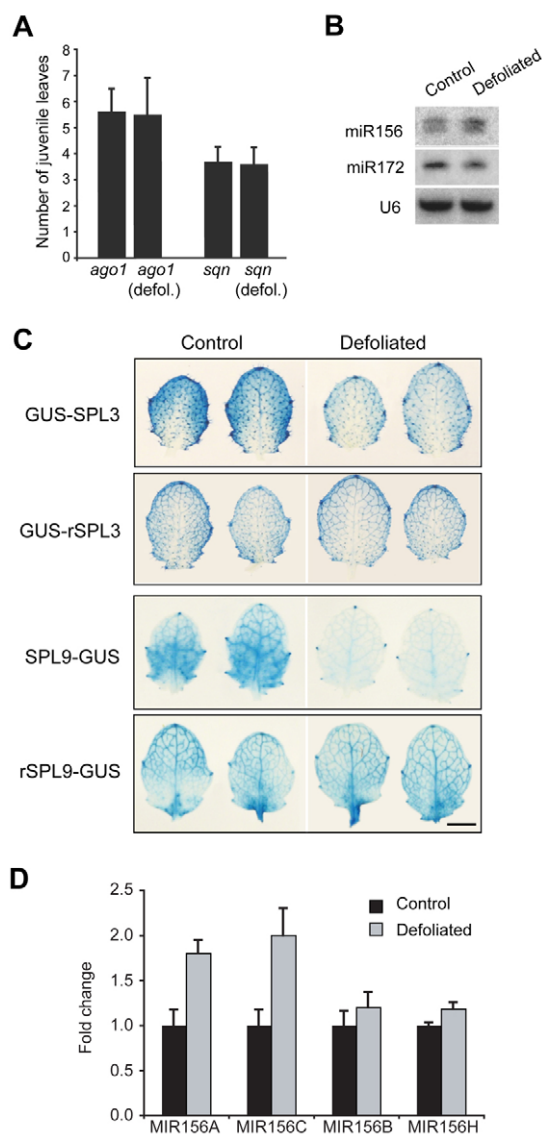 A
Number of juvenile leaves
8
7
6
5
4
3
2
1
0
ago1
ago1
(defol.)
sqn
sqn
(defol.)
B
Control
Defoliated
miR156
miR172
U6
C
Control
Defoliated
GUS-SPL3
GUS-rSPL3
SPL9-GUS
rSPL9-GUS
D
Fold change
2.5
2.0
1.5
1.0
0.5
0.0
Control
Defoliated
MIR156A
MIR156C
MIR156B
MIR156H